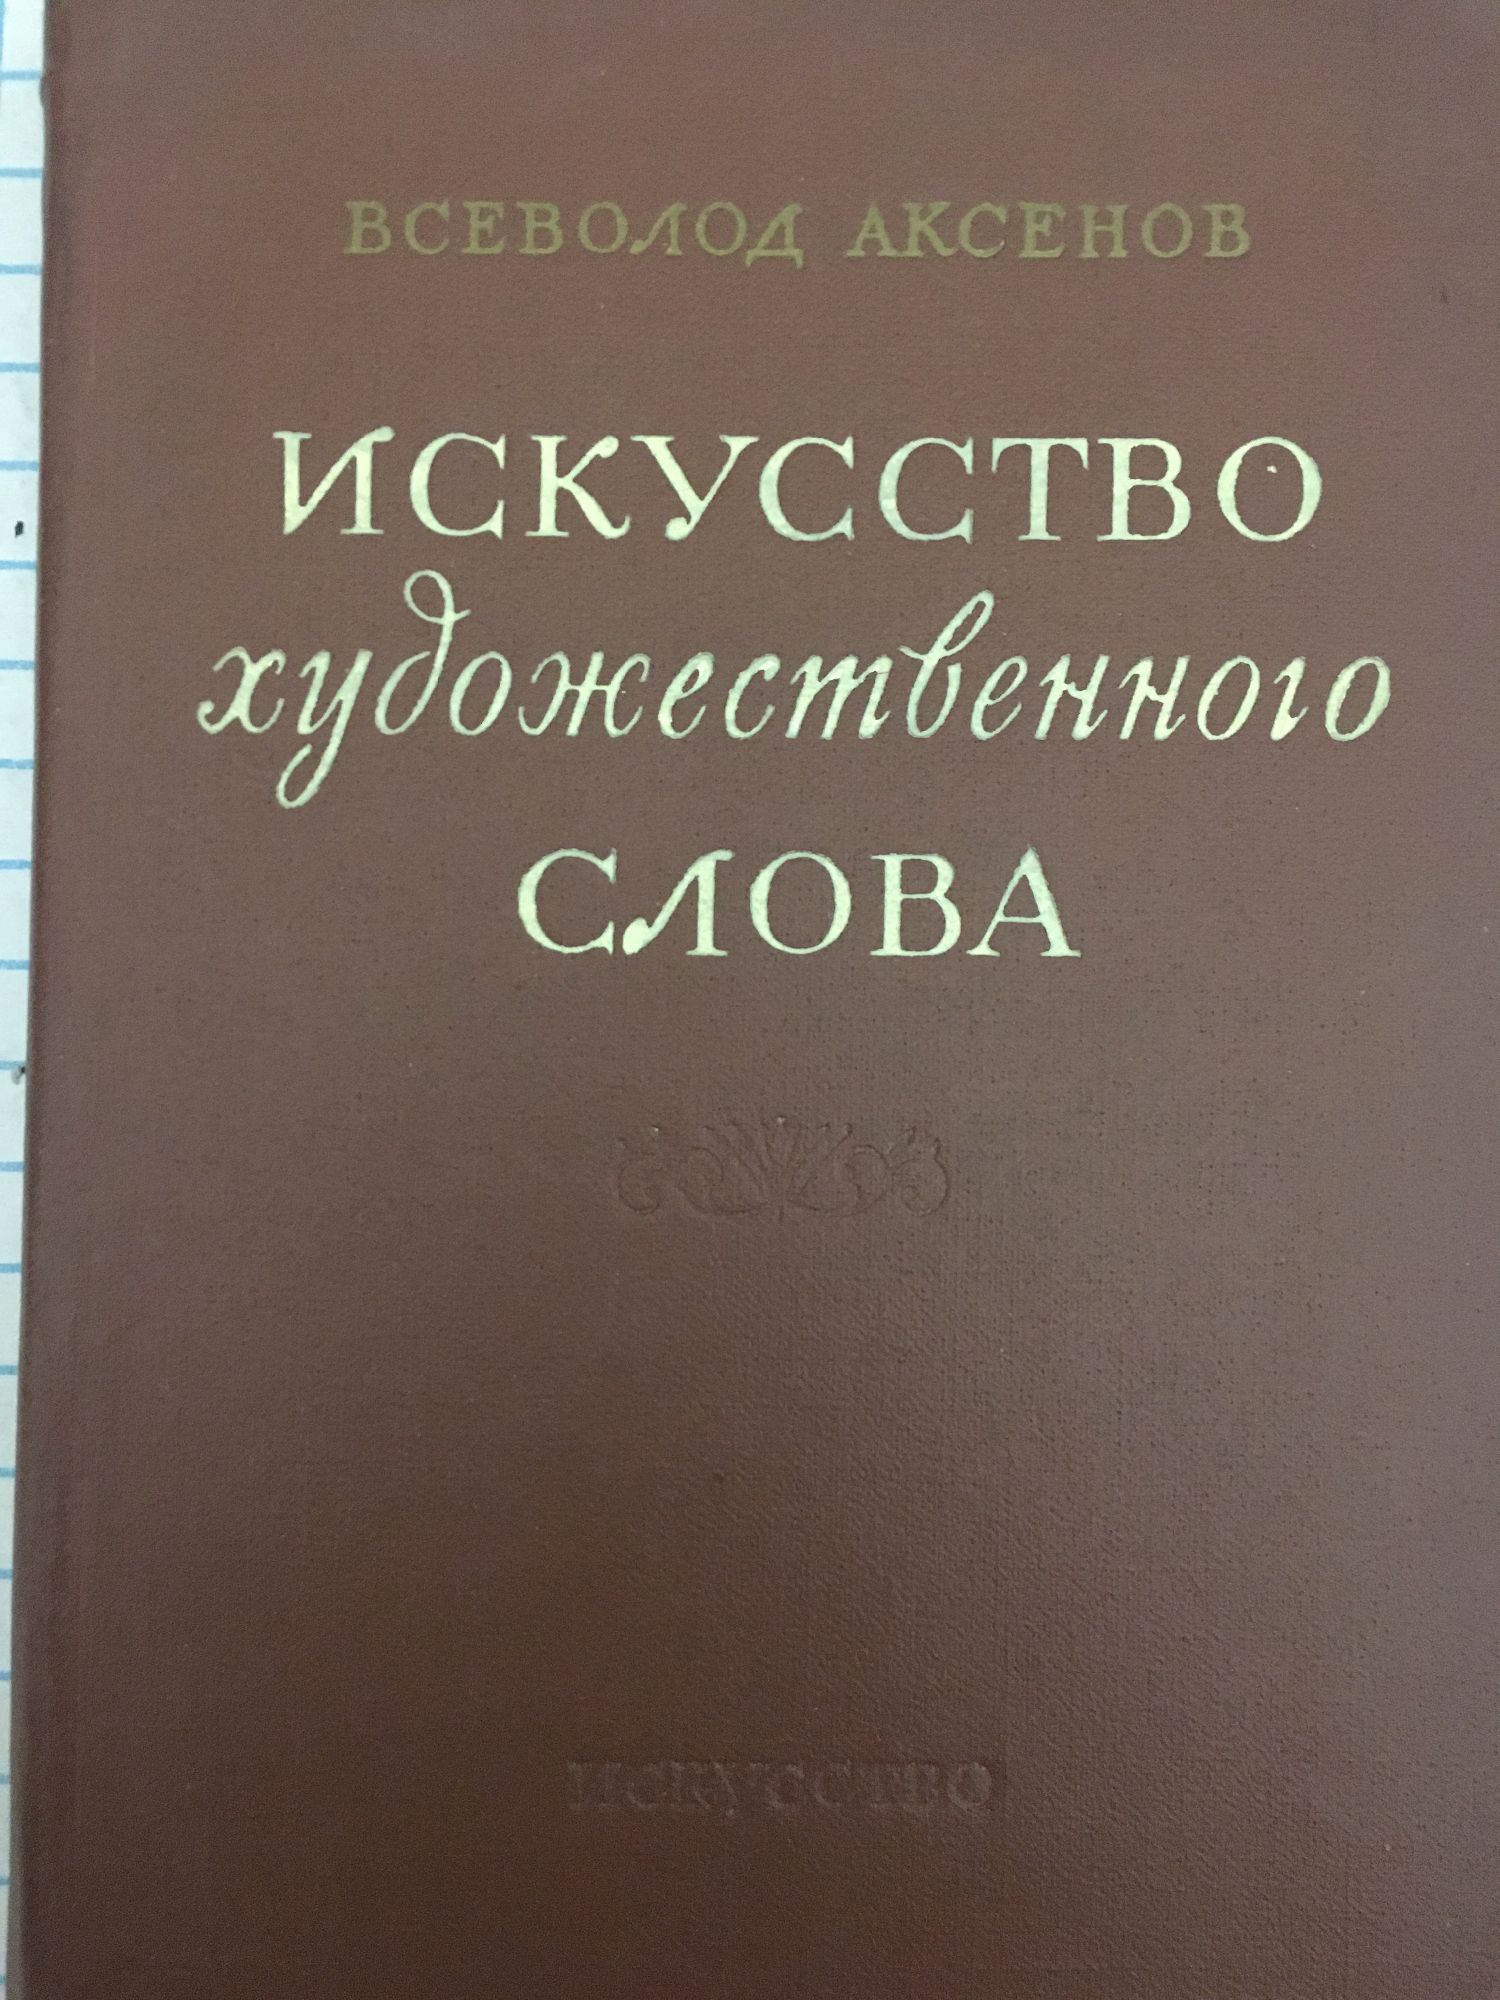 ВСЕВОЛОД АКСЕНОВ
ИСКУССТВО
художественного
СЛОВА
ИСКУССТВО